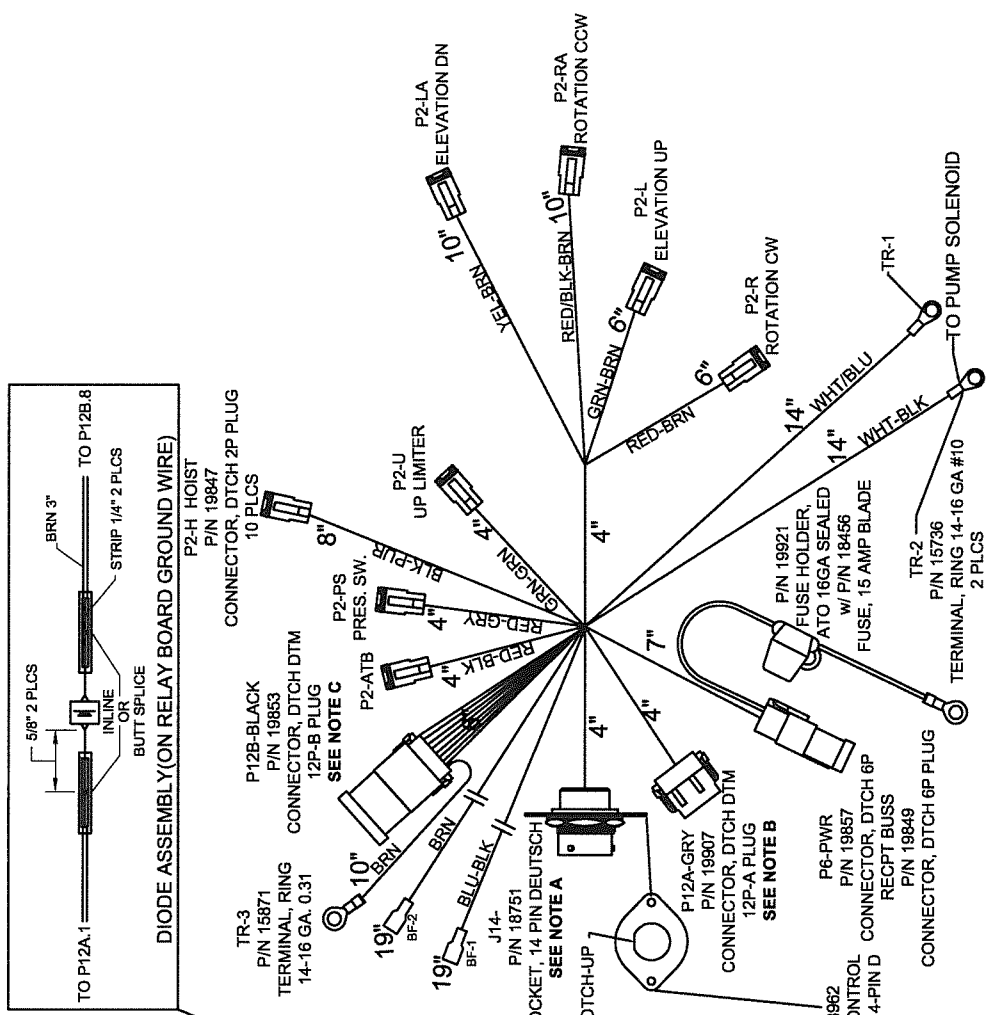 TO P12A.1
TO P12B.8
5/8" 2 PLCS
BRN 3"
STRIP 1/4" 2 PLCS
INLINE
OR
BUTT SPLICE
DIODE ASSEMBLY(ON RELAY BOARD GROUND WIRE)
P2-H HOIST
P/N 19847
CONNECTOR, DTCH 2P PLUG
10 PLCS
8"
BLK-PUR
P2-LA
ELEVATION DN
10"
YEL-BRN
P2-RA
ROTATION CCW
10"
RED/BLK-BRN
P2-L
ELEVATION UP
6"
GRN-BRN
P2-R
ROTATION CW
6"
RED-BRN
P2-U
UP LIMITER
4"
GRN-GRN
P2-PS
PRESS. SW.
4"
RED-GRY
P2-ATB
4"
RED-BLK
P12B-BLACK
P/N 19853
CONNECTOR, DTCH DTM
12P-B PLUG
SEE NOTE C
TR-3
P/N 15871
TERMINAL, RING
14-16 GA. 0.31
10"
BRN
19"
BF-2
BRN
19"
BF-1
BLU-BLK
4"
4"
J14-
P/N 18751
OCKET, 14 PIN DEUTSCH
SEE NOTE A
OTCH-UP
4"
P12A-GRY
P/N 19907
CONNECTOR, DTCH DTM
12P-A PLUG
SEE NOTE B
7"
P/N 19921
FUSE HOLDER,
ATO 16GA SEALED
w/ P/N 18456
FUSE, 15 AMP BLADE
P6-PWR
P/N 19857
CONNECTOR, DTCH 6P
RECPT BUSS
P/N 19849
CONNECTOR, DTCH 6P PLUG
14"
WHT/BLU
TR-1
14"
WHT-BLK
TO PUMP SOLENOID
TR-2
P/N 15736
TERMINAL, RING 14-16 GA #10
2 PLCS
ONTROL
4-PIN D